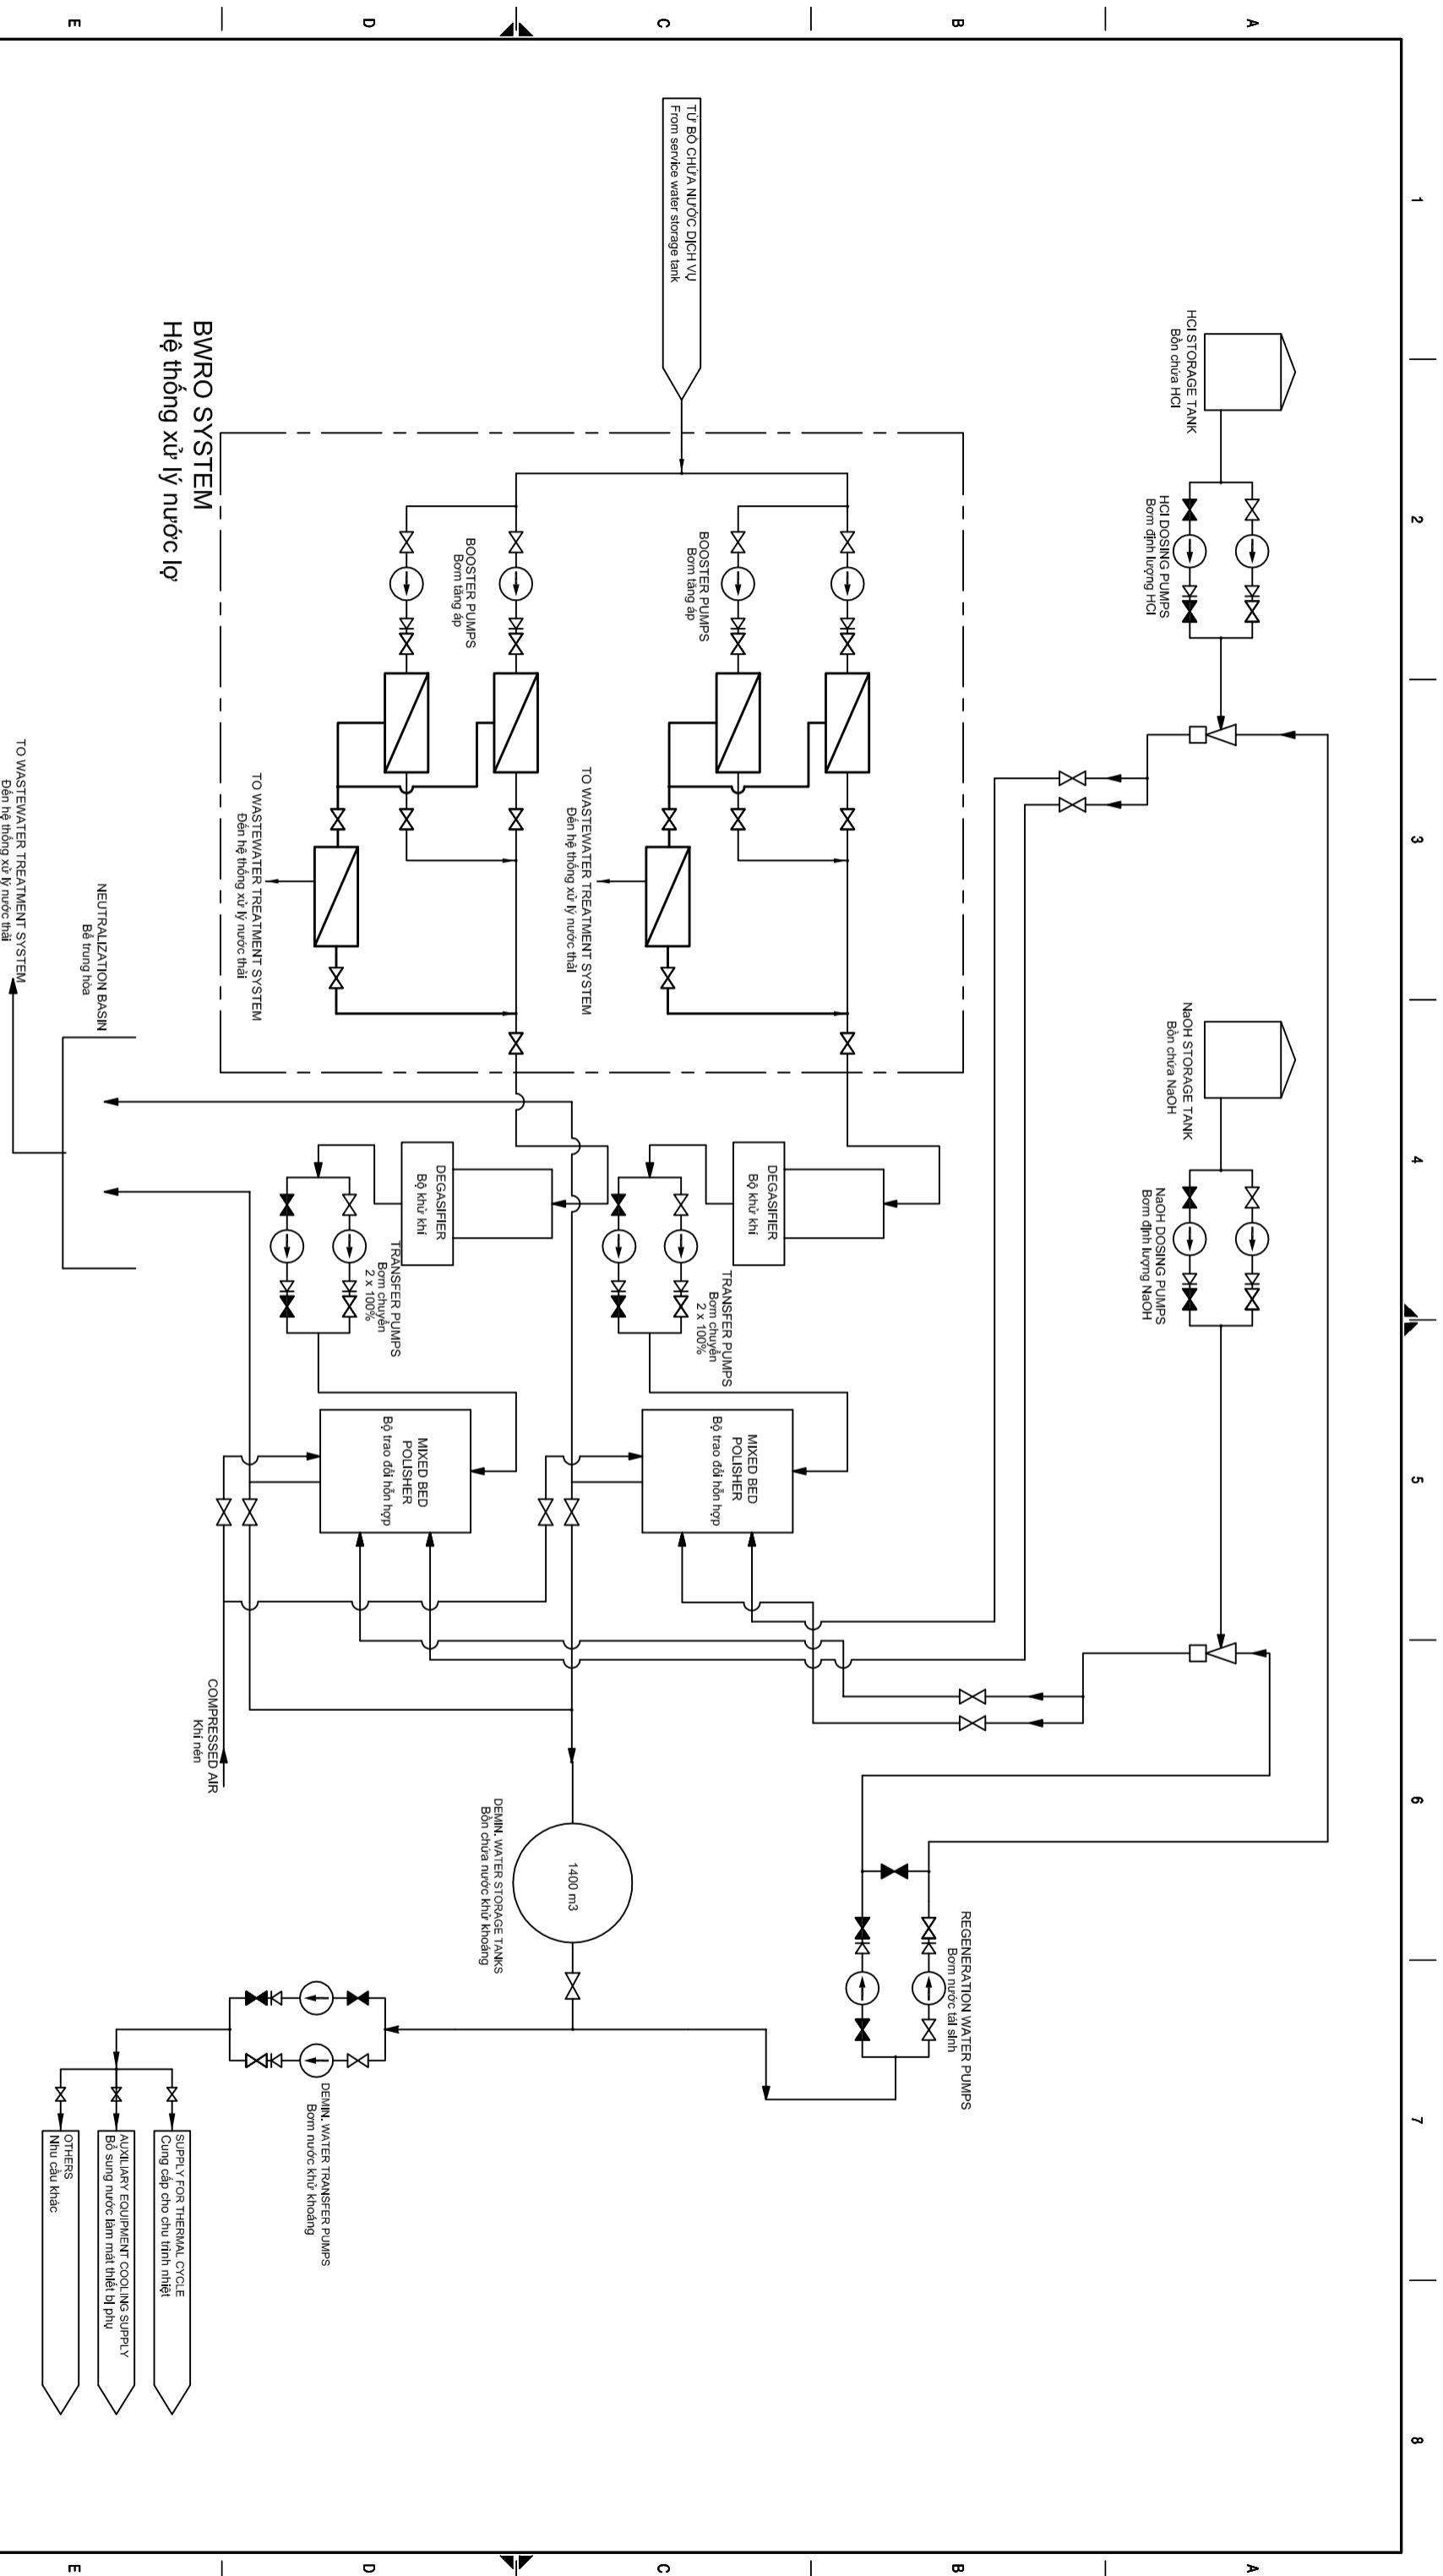 1
2
3
4
5
6
7
8
A
A
B
B
C
C
D
D
E
E
HCl STORAGE TANK
Bồn chứa HCl
HCl DOSING PUMPS
Bơm định lượng HCl
NaOH STORAGE TANK
Bồn chứa NaOH
NaOH DOSING PUMPS
Bơm định lượng NaOH
REGENERATION WATER PUMPS
Bơm nước tái sinh
TỪ BỒ CHỨA NƯỚC DỊCH VỤ
From service water storage tank
BOOSTER PUMPS
Bơm tăng áp
TO WASTEWATER TREATMENT SYSTEM
Đến hệ thống xử lý nước thải
DEGASIFIER
Bộ khử khí
TRANSFER PUMPS
Bơm chuyển
2 x 100%
MIXED BED
POLISHER
Bộ trao đổi hỗn hợp
BOOSTER PUMPS
Bơm tăng áp
TO WASTEWATER TREATMENT SYSTEM
Đến hệ thống xử lý nước thải
DEGASIFIER
Bộ khử khí
TRANSFER PUMPS
Bơm chuyển
2 x 100%
MIXED BED
POLISHER
Bộ trao đổi hỗn hợp
1400 m3
DEMIN. WATER STORAGE TANKS
Bồn chứa nước khử khoáng
COMPRESSED AIR
Khí nén
DEMIN. WATER TRANSFER PUMPS
Bơm nước khử khoáng
BWRO SYSTEM
Hệ thống xử lý nước lợ
SUPPLY FOR THERMAL CYCLE
Cung cấp cho chu trình nhiệt
AUXILIARY EQUIPMENT COOLING SUPPLY
Bổ sung nước làm mát thiết bị phụ
OTHERS
Nhu cầu khác
NEUTRALIZATION BASIN
Bể trung hòa
TO WASTEWATER TREATMENT SYSTEM
Đến hệ thống xử lý nước thải